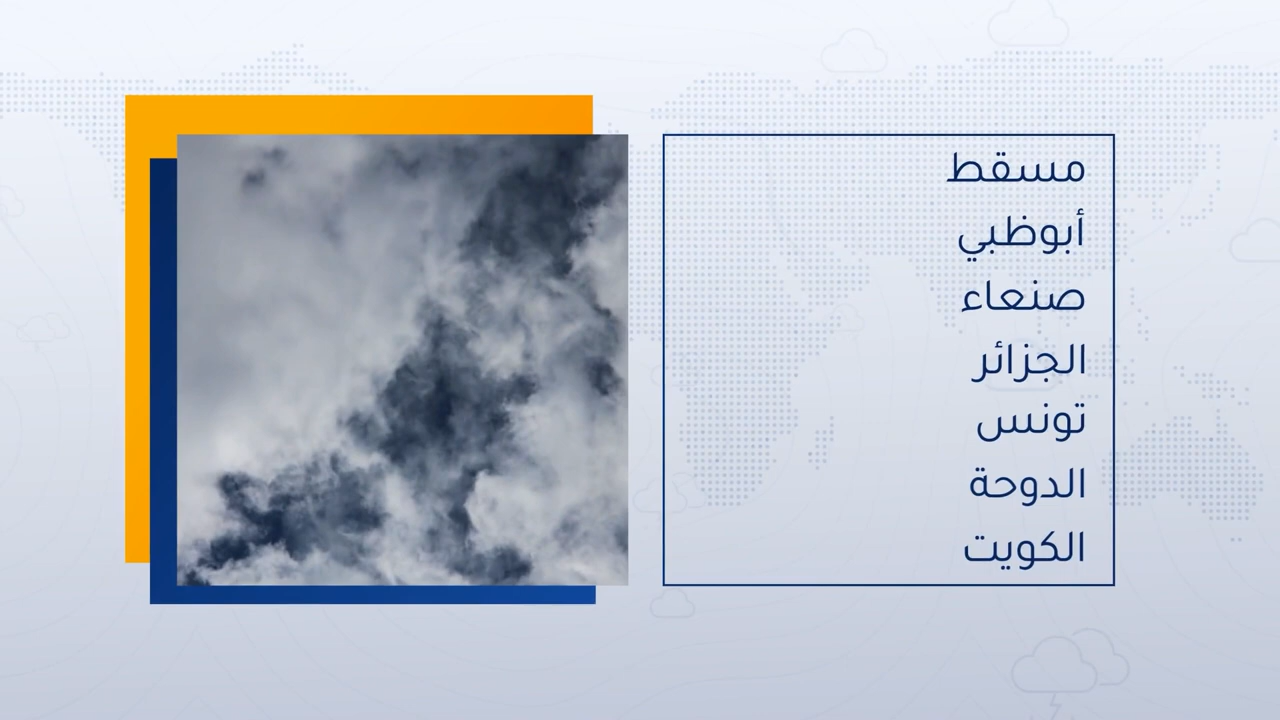 مسقط
أبوظبي
صنعاء
الجزائر
تونس
الدوحة
الكويت